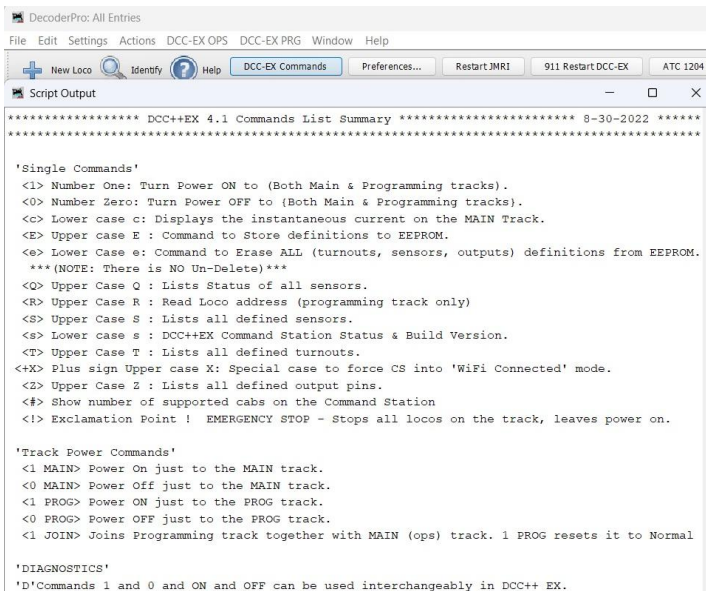 DecoderPro: All Entries
File Edit Settings Actions DCC-EX OPS DCC-EX PRG Window Help
New Loco Identify Help DCC-EX Commands Preferences... Restart JMRI 911 Restart DCC-EX ATC 1204
Script Output
****************** DCC++EX 4.1 Commands List Summary ************************ 8-30-2022 ******
***********************************************************************************************
'Single Commands'
<1> Number One: Turn Power ON to (Both Main & Programming tracks).
<0> Number Zero: Turn Power OFF to {Both Main & Programming tracks}.
<c> Lower case c: Displays the instantaneous current on the MAIN Track.
<E> Upper case E : Command to Store definitions to EEPROM.
<e> Lower Case e: Command to Erase ALL (turnouts, sensors, outputs) definitions from EEPROM.
***(NOTE: There is NO Un-Delete)***
<Q> Upper Case Q : Lists Status of all sensors.
<R> Upper Case R : Read Loco address (programming track only)
<S> Upper Case S : Lists all defined sensors.
<s> Lower case s : DCC++EX Command Station Status & Build Version.
<T> Upper Case T : Lists all defined turnouts.
<+X> Plus sign Upper case X: Special case to force CS into 'WiFi Connected' mode.
<Z> Upper Case Z : Lists all defined output pins.
<#> Show number of supported cabs on the Command Station
<!> Exclamation Point ! EMERGENCY STOP - Stops all locos on the track, leaves power on.
'Track Power Commands'
<1 MAIN> Power On just to the MAIN track.
<0 MAIN> Power Off just to the MAIN track.
<1 PROG> Power ON just to the PROG track.
<0 PROG> Power OFF just to the PROG track.
<1 JOIN> Joins Programming track together with MAIN (ops) track. 1 PROG resets it to Normal
'DIAGNOSTICS'
'D'Commands 1 and 0 and ON and OFF can be used interchangeably in DCC++ EX.